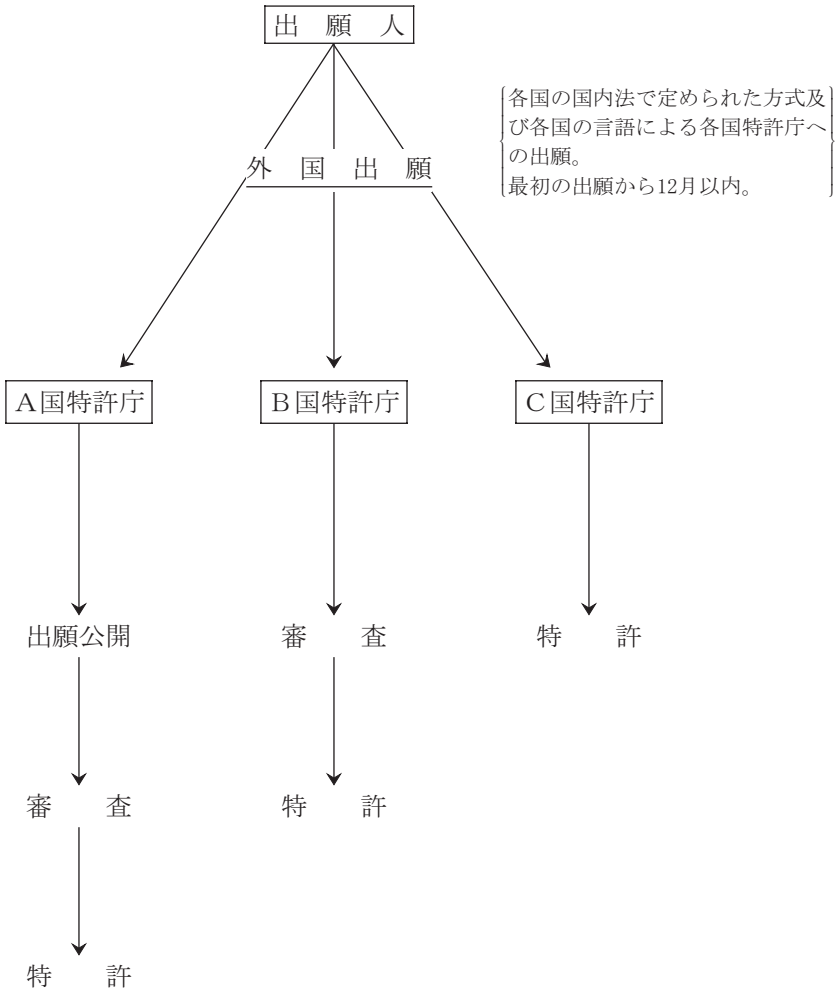 出願人
各国の国内法で定められた方式及
び各国の言語による各国特許庁へ
の出願。
最初の出願から12月以内。
外国出願
A国特許庁
B国特許庁
C国特許庁
出願公開
審査
特許
審査
特許
特許